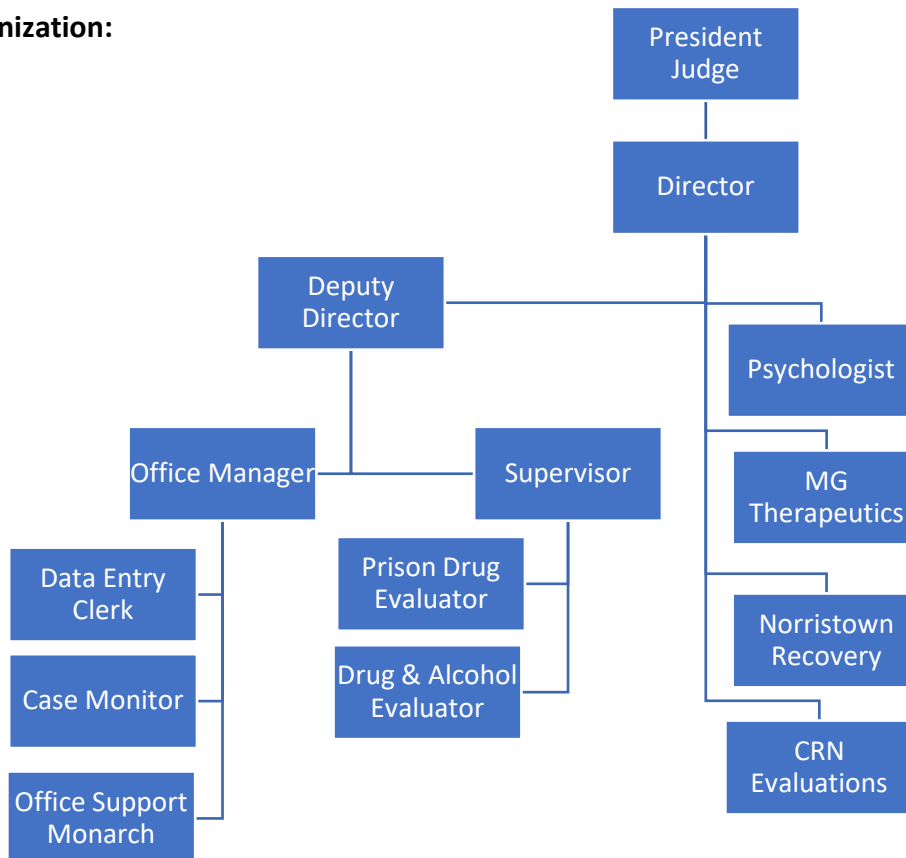 nization:
President
Judge
Director
Deputy
Director
Psychologist
Office Manager
Supervisor
MG
Therapeutics
Data Entry
Clerk
Prison Drug
Evaluator
Norristown
Recovery
Case Monitor
Drug & Alcohol
Evaluator
CRN
Evaluations
Office Support
Monarch